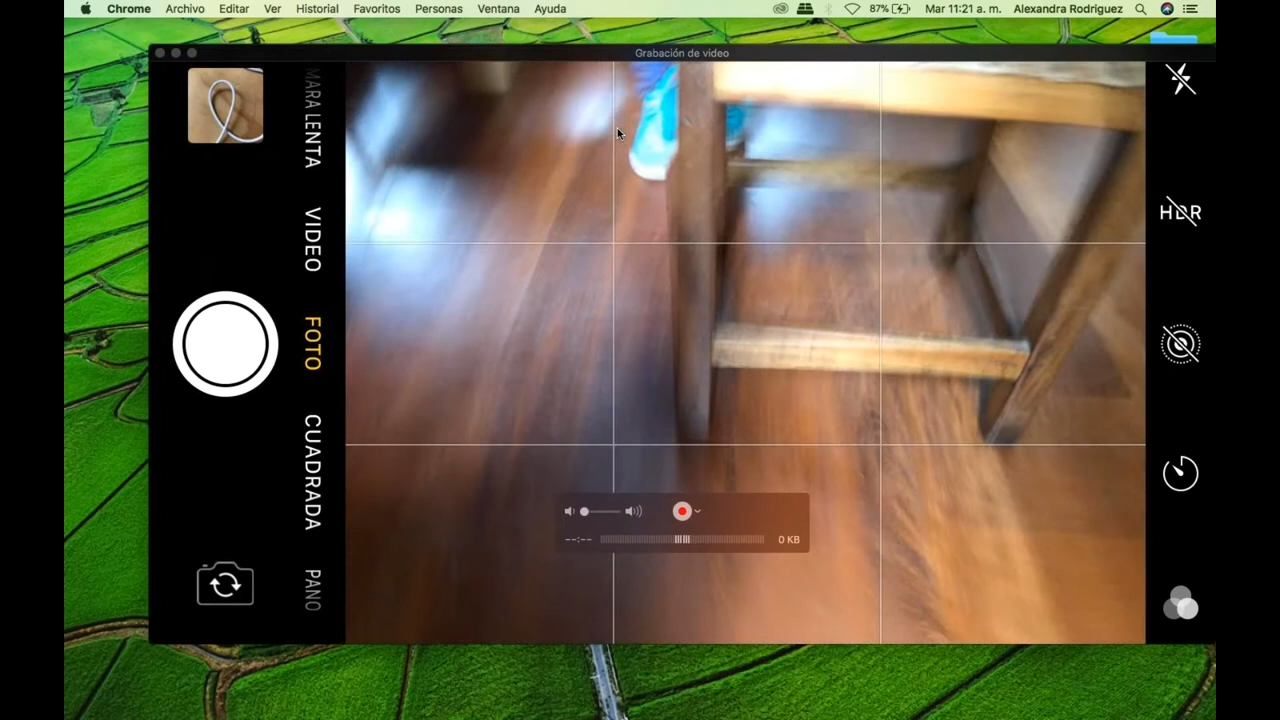 Chrome Archivo Editar Ver Historial Favoritos Personas Ventana Ayuda 87% Mar 11:21 a. m. Alexandra Rodriguez
Grabación de video
MARA LENTA
VIDEO
FOTO
CUADRADA
PANO
HDR
--:-- 0 KB